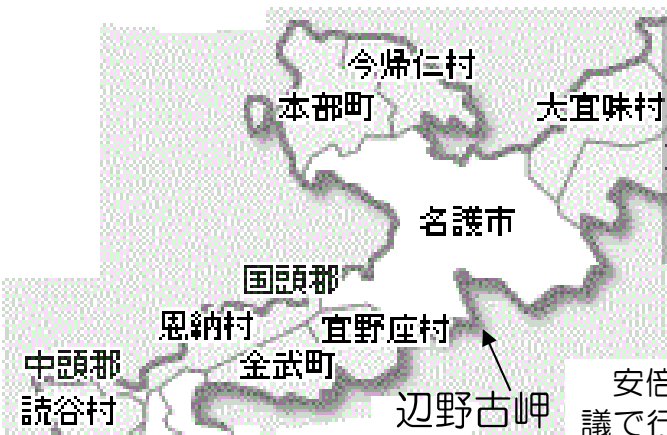 今帰仁村
本部町
大宜味村
名護市
国頭郡
恩納村
宜野座村
中頭郡
金武町
読谷村
辺野古岬
安倍
議で行